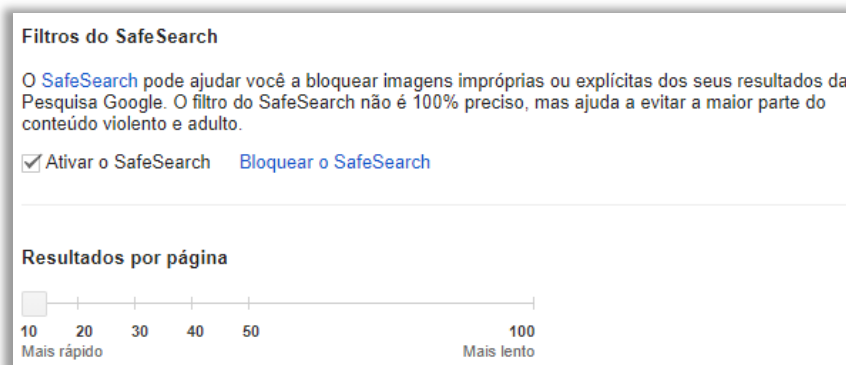 Filtros do SafeSearch
O SafeSearch pode ajudar você a bloquear imagens impróprias ou explícitas dos seus resultados da
Pesquisa Google. O filtro do SafeSearch não é 100% preciso, mas ajuda a evitar a maior parte do
conteúdo violento e adulto.
Ativar o SafeSearch Bloquear o SafeSearch
Resultados por página
10 20 30 40 50 100
Mais rápido Mais lento